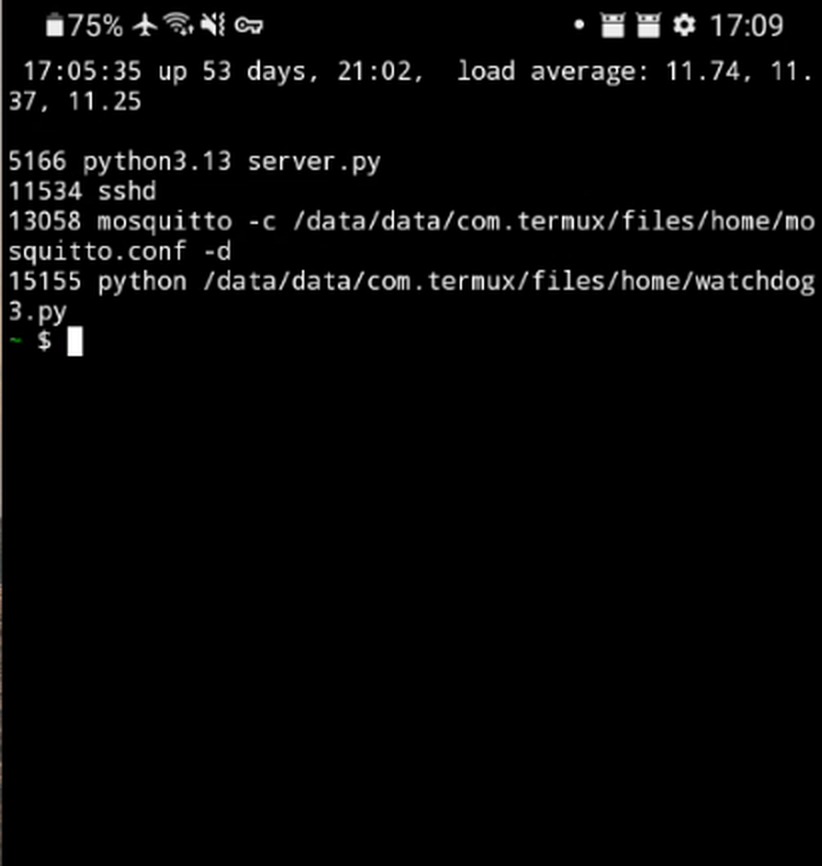 75% 17:09
17:05:35 up 53 days, 21:02,  load average: 11.74, 11.
37, 11.25
5166 python3.13 server.py
11534 sshd
13058 mosquitto -c /data/data/com.termux/files/home/mo
squitto.conf -d
15155 python /data/data/com.termux/files/home/watchdog
3.py
~ $